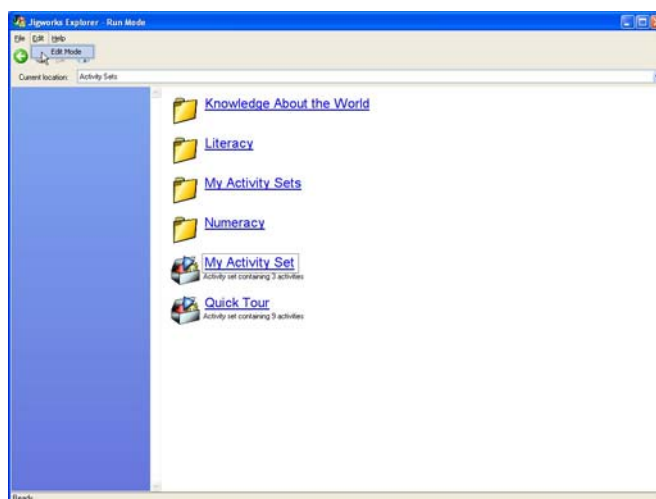 Jigworks Explorer - Run Mode
File Edit Help
Edit Mode
Current location: Activity Sets
Knowledge About the World
Literacy
My Activity Sets
Numeracy
My Activity Set
Activity set containing 3 activities
Quick Tour
Activity set containing 9 activities
Ready